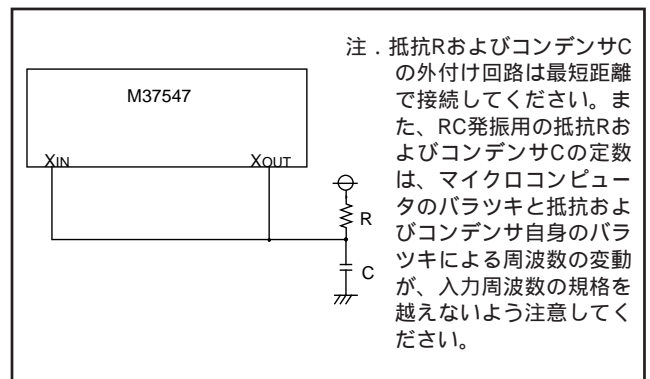 M37547
XIN
XOUT
R
C
注．抵抗RおよびコンデンサC
の外付け回路は最短距離
で接続してください。ま
た、RC発振用の抵抗Rお
よびコンデンサCの定数
は、マイクロコンピュー
タのバラツキと抵抗およ
びコンデンサ自身のバラ
ツキによる周波数の変動
が、入力周波数の規格を
越えないよう注意してく
ださい。